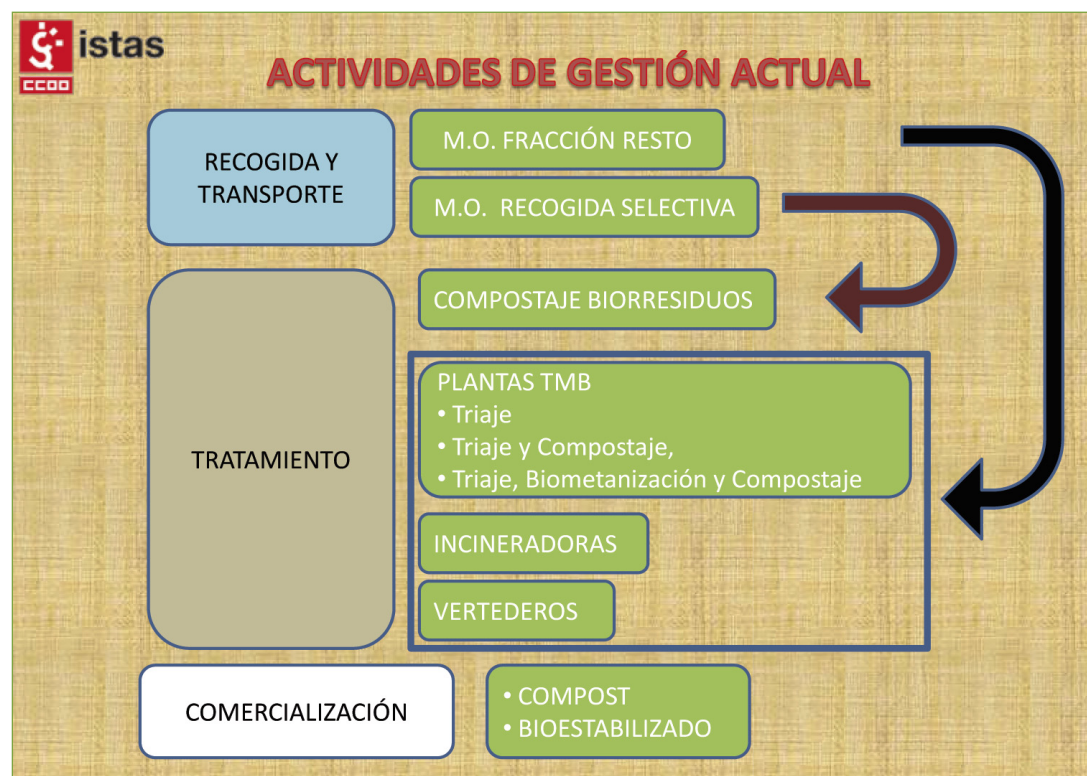 istas
CCOO
ACTIVIDADES DE GESTIÓN ACTUAL
RECOGIDA Y
TRANSPORTE
M.O. FRACCIÓN RESTO
M.O. RECOGIDA SELECTIVA
TRATAMIENTO
COMPOSTAJE BIORRESIDUOS
PLANTAS TMB
• Triaje
• Triaje y Compostaje,
• Triaje, Biometanización y Compostaje
INCINERADORAS
VERTEDEROS
COMERCIALIZACIÓN
• COMPOST
• BIOESTABILIZADO